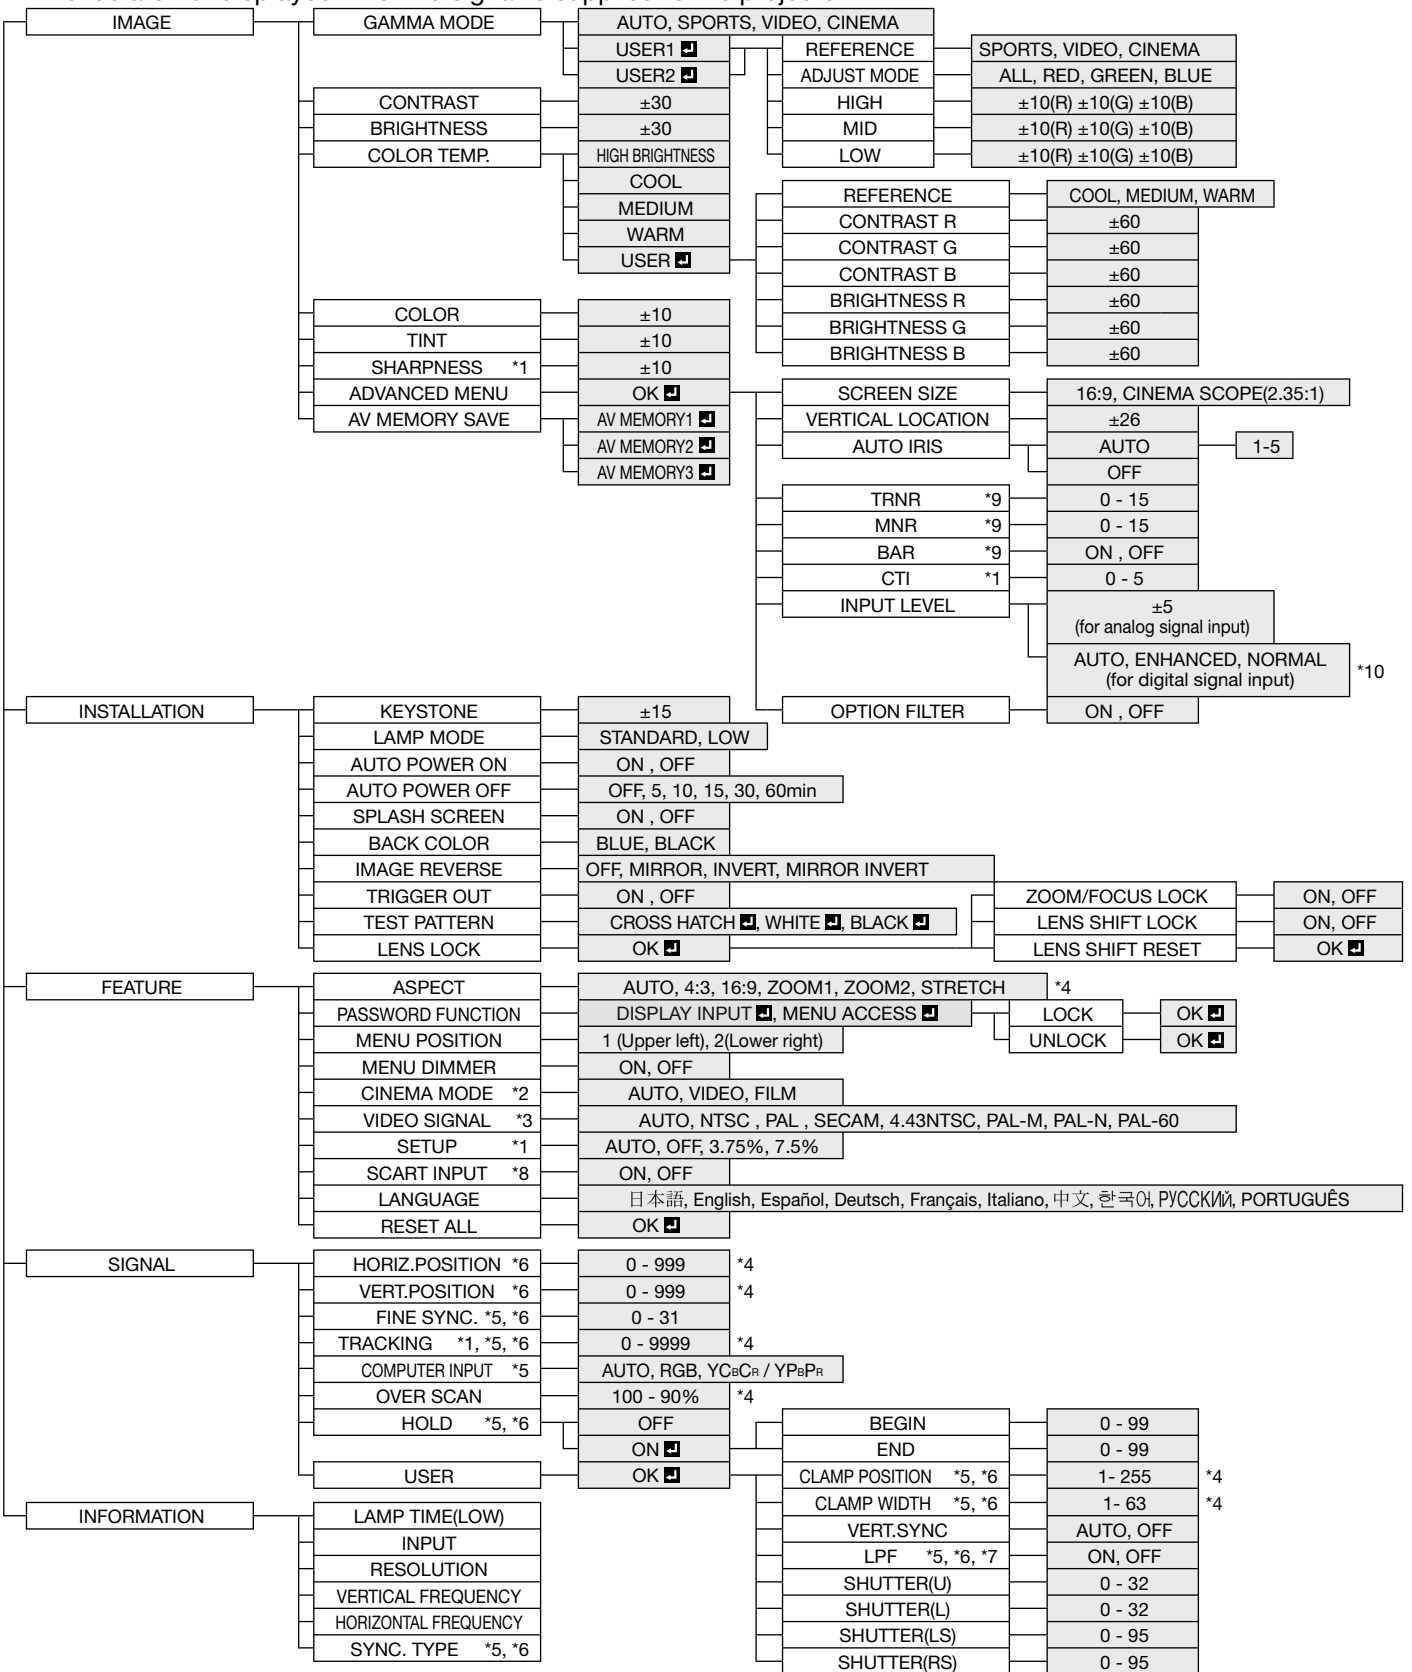 IMAGE GAMMA MODE AUTO, SPORTS, VIDEO, CINEMA
USER1 REFERENCE SPORTS, VIDEO, CINEMA
USER2 ADJUST MODE ALL, RED, GREEN, BLUE
CONTRAST ±30 HIGH ±10(R) ±10(G) ±10(B)
BRIGHTNESS ±30 MID ±10(R) ±10(G) ±10(B)
COLOR TEMP. HIGH BRIGHTNESS LOW ±10(R) ±10(G) ±10(B)
COOL
REFERENCE COOL, MEDIUM, WARM
MEDIUM
CONTRAST R ±60
WARM
CONTRAST G ±60
USER
CONTRAST B ±60
BRIGHTNESS R ±60
COLOR ±10
BRIGHTNESS G ±60
TINT ±10
BRIGHTNESS B ±60
SHARPNESS *1 ±10
ADVANCED MENU OK SCREEN SIZE 16:9, CINEMA SCOPE(2.35:1)
AV MEMORY SAVE AV MEMORY1 VERTICAL LOCATION ±26
AV MEMORY2 AUTO IRIS AUTO 1-5
AV MEMORY3 OFF
TRNR *9 0 - 15
MNR *9 0 - 15
BAR *9 ON , OFF
CTI *1 0 - 5
INPUT LEVEL ±5
(for analog signal input)
AUTO, ENHANCED, NORMAL
(for digital signal input) *10
INSTALLATION KEYSTONE ±15 OPTION FILTER ON , OFF
LAMP MODE STANDARD, LOW
AUTO POWER ON ON , OFF
AUTO POWER OFF OFF, 5, 10, 15, 30, 60min
SPLASH SCREEN ON , OFF
BACK COLOR BLUE, BLACK
IMAGE REVERSE OFF, MIRROR, INVERT, MIRROR INVERT
TRIGGER OUT ON , OFF ZOOM/FOCUS LOCK ON, OFF
TEST PATTERN CROSS HATCH , WHITE , BLACK LENS SHIFT LOCK ON, OFF
LENS LOCK OK LENS SHIFT RESET OK
FEATURE ASPECT AUTO, 4:3, 16:9, ZOOM1, ZOOM2, STRETCH *4
PASSWORD FUNCTION DISPLAY INPUT , MENU ACCESS LOCK OK
MENU POSITION 1 (Upper left), 2(Lower right) UNLOCK OK
MENU DIMMER ON, OFF
CINEMA MODE *2 AUTO, VIDEO, FILM
VIDEO SIGNAL *3 AUTO, NTSC , PAL , SECAM, 4.43NTSC, PAL-M, PAL-N, PAL-60
SETUP *1 AUTO, OFF, 3.75%, 7.5%
SCART INPUT *8 ON, OFF
LANGUAGE 日本語, English, Español, Deutsch, Français, Italiano, 中文, 한국어, РУССКИЙ, PORTUGUÊS
RESET ALL OK
SIGNAL HORIZ.POSITION *6 0 - 999 *4
VERT.POSITION *6 0 - 999 *4
FINE SYNC. *5, *6 0 - 31
TRACKING *1, *5, *6 0 - 9999 *4
COMPUTER INPUT *5 AUTO, RGB, YCBCR / YPBPR
OVER SCAN 100 - 90% *4
HOLD *5, *6 OFF BEGIN 0 - 99
ON END 0 - 99
USER OK CLAMP POSITION *5, *6 1- 255 *4
CLAMP WIDTH *5, *6 1- 63 *4
INFORMATION LAMP TIME(LOW) VERT.SYNC AUTO, OFF
INPUT LPF *5, *6, *7 ON, OFF
RESOLUTION SHUTTER(U) 0 - 32
VERTICAL FREQUENCY SHUTTER(L) 0 - 32
HORIZONTAL FREQUENCY SHUTTER(LS) 0 - 95
SYNC. TYPE *5, *6 SHUTTER(RS) 0 - 95